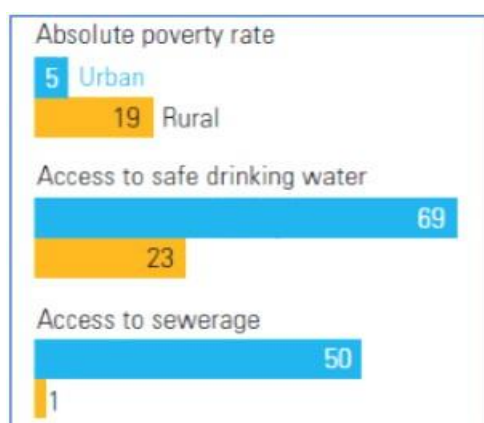 Absolute poverty rate
5 Urban
19 Rural
Access to safe drinking water
69
23
Access to sewerage
50
1